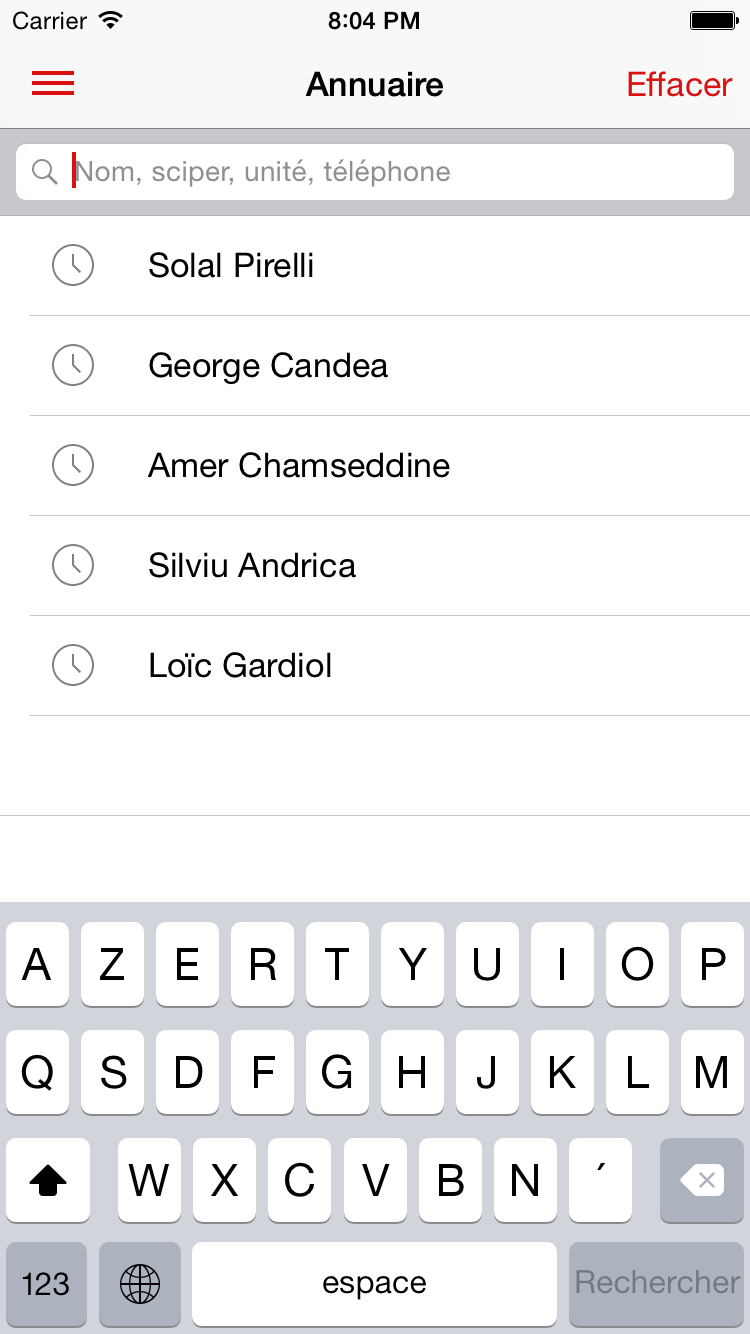 Carrier 8:04 PM
Annuaire Effacer
Nom, sciper, unité, téléphone
Solal Pirelli
George Candea
Amer Chamseddine
Silviu Andrica
Loïc Gardiol
A Z E R T Y U I O P
Q S D F G H J K L M
W X C V B N ´
123 espace Rechercher